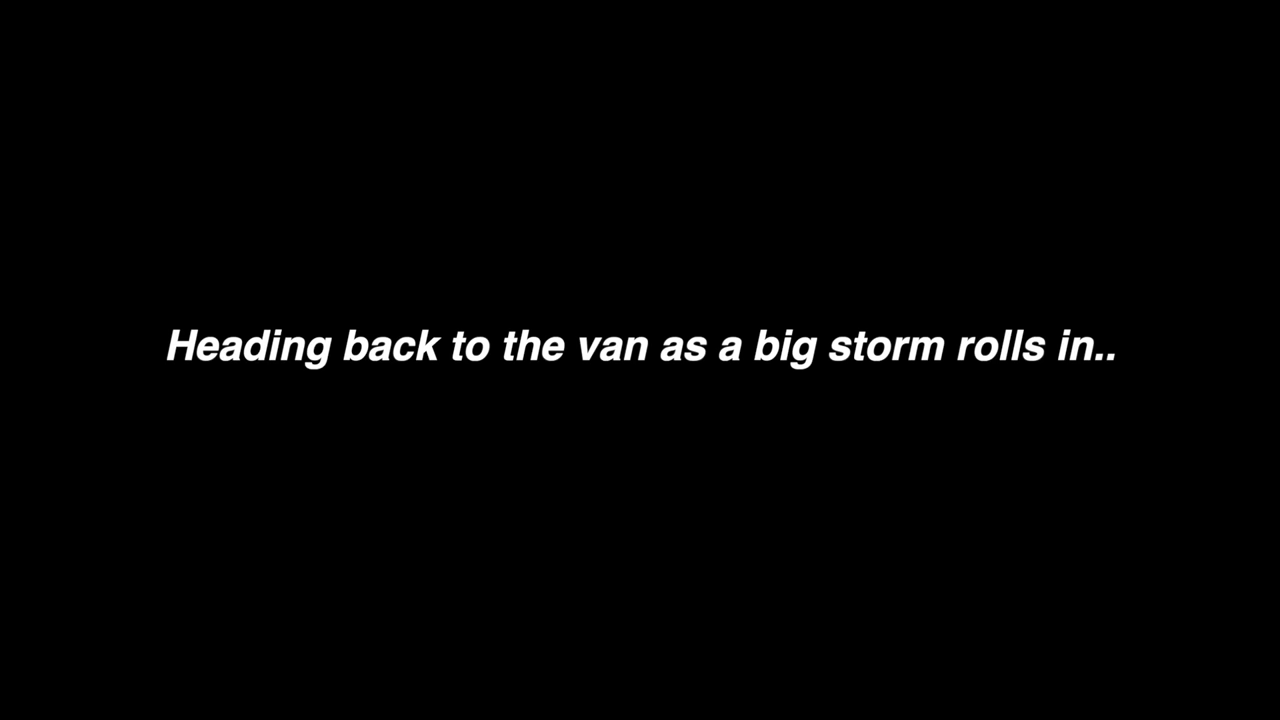 Heading back to the van as a big storm rolls in..